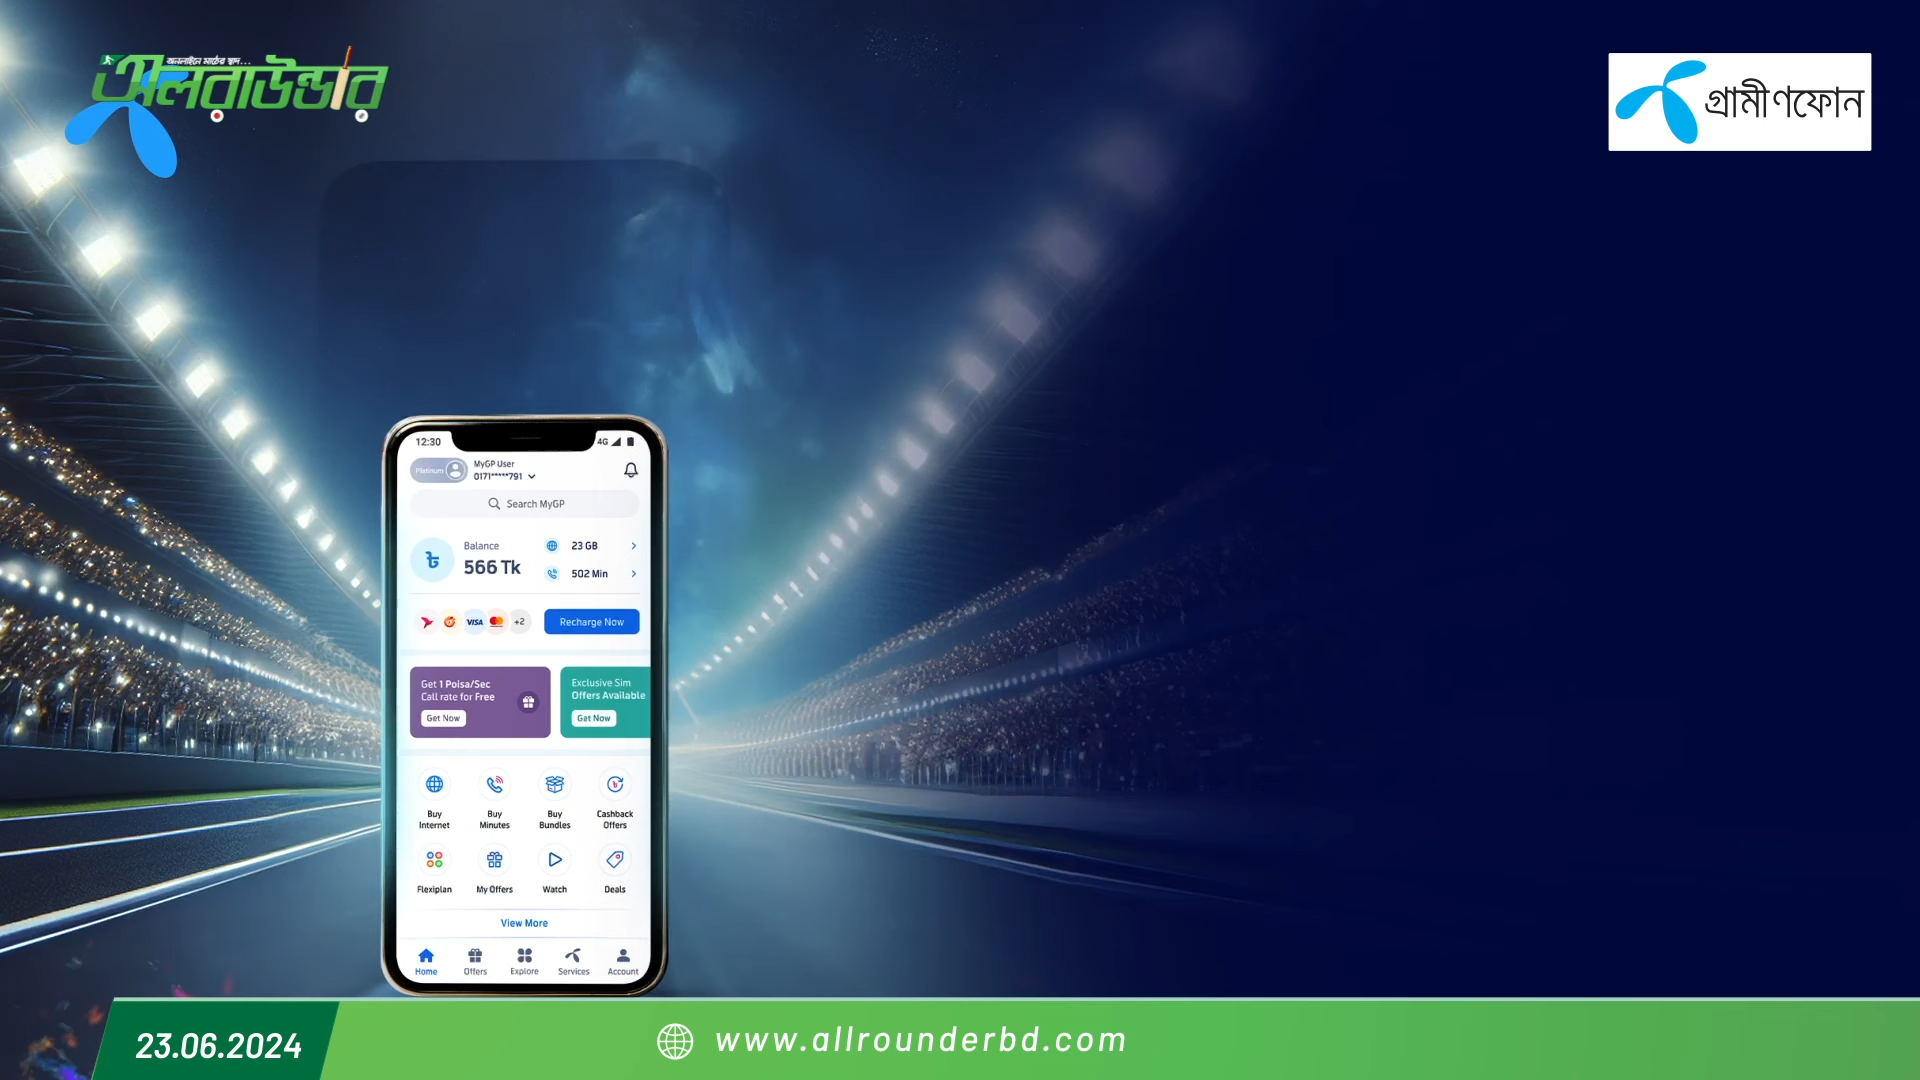 অনলাইনে মাঠের স্বাদ...
অলরাউন্ডার
গ্রামীণফোন
12:30
4G
Platinum
MyGP User
0171*****791
Search MyGP
Balance
566 Tk
23 GB
502 Min
VISA
+2
Recharge Now
Get 1 Poisa/Sec
Call rate for Free
Get Now
Exclusive Sim
Offers Available
Get Now
Buy
Internet
Buy
Minutes
Buy
Bundles
Cashback
Offers
Flexiplan
My Offers
Watch
Deals
View More
Home
Offers
Explore
Services
Account
23.06.2024
www.allrounderbd.com